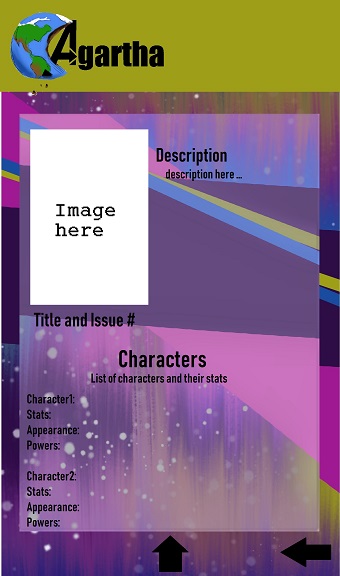 Agartha
Description
description here ...
Image
here
Title and Issue #
Characters
List of characters and their stats
Character1:
Stats:
Appearance:
Powers:
Character2:
Stats:
Appearance:
Powers: